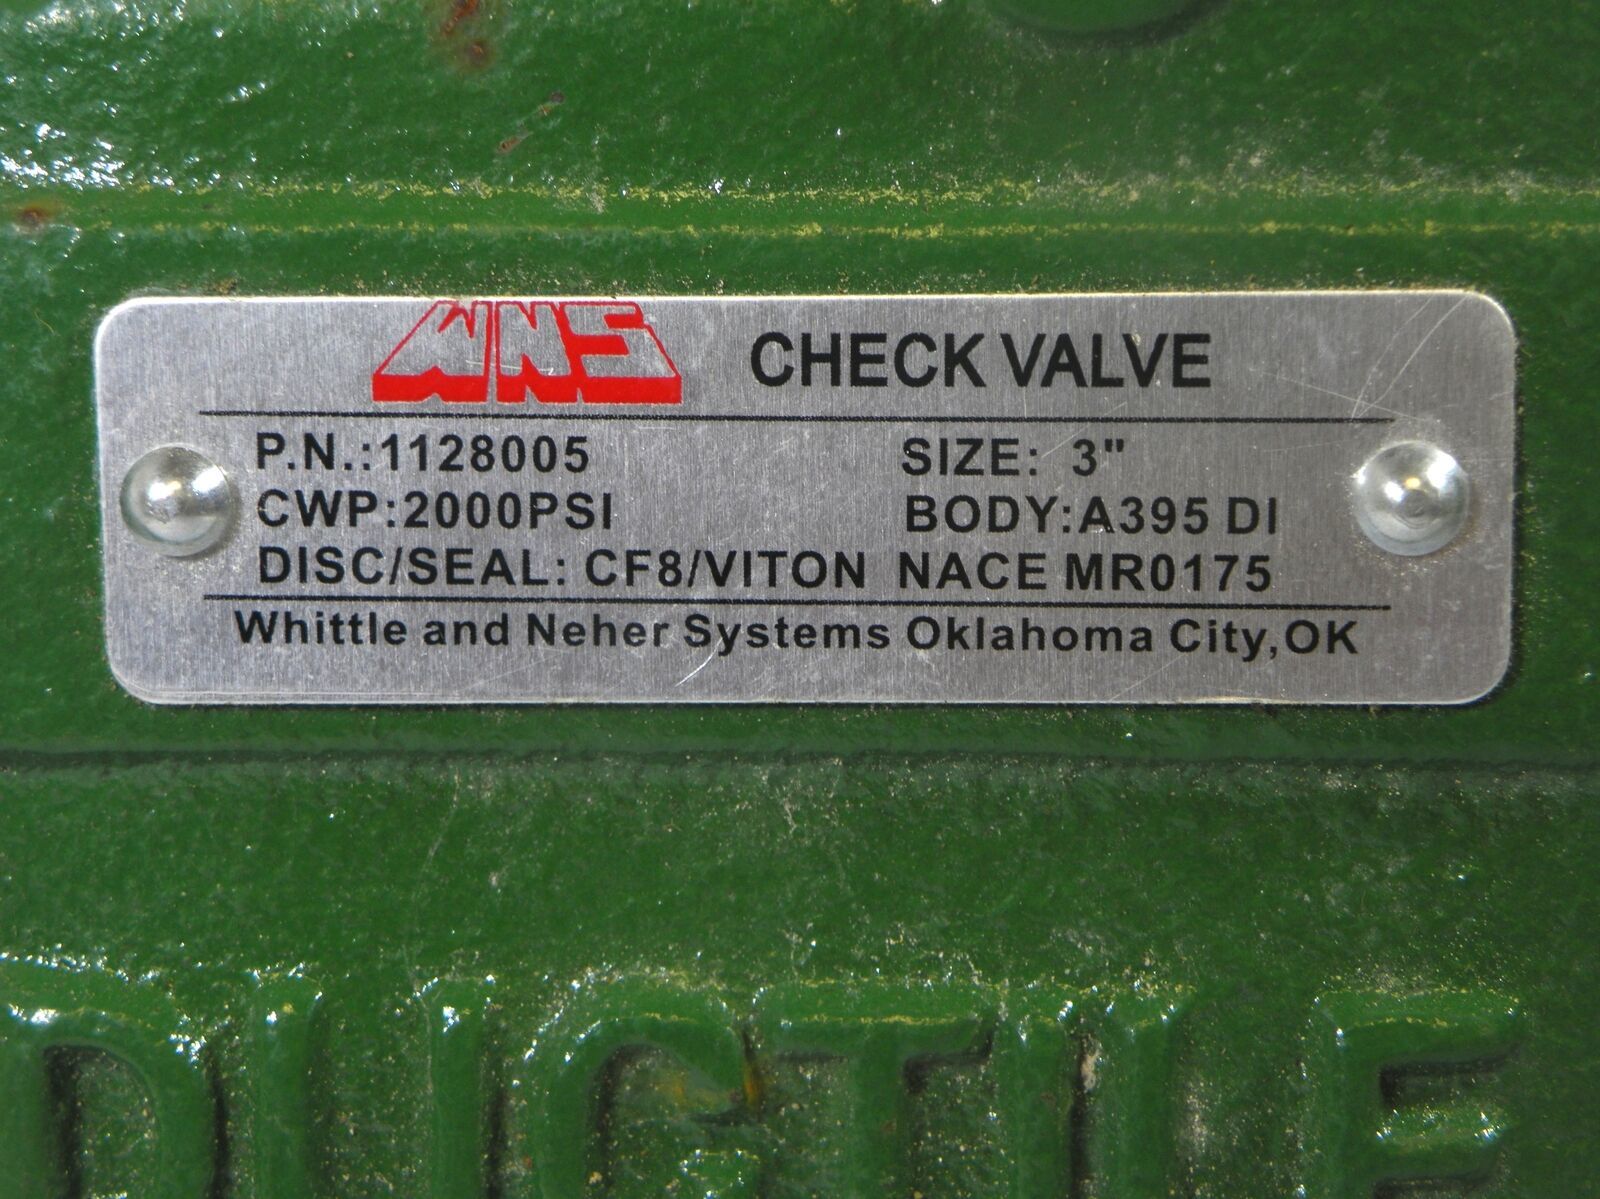 WNS CHECK VALVE
P.N.:1128005 SIZE: 3"
CWP:2000PSI BODY:A395 DI
DISC/SEAL: CF8/VITON NACE MR0175
Whittle and Neher Systems Oklahoma City,OK
DUCTILE